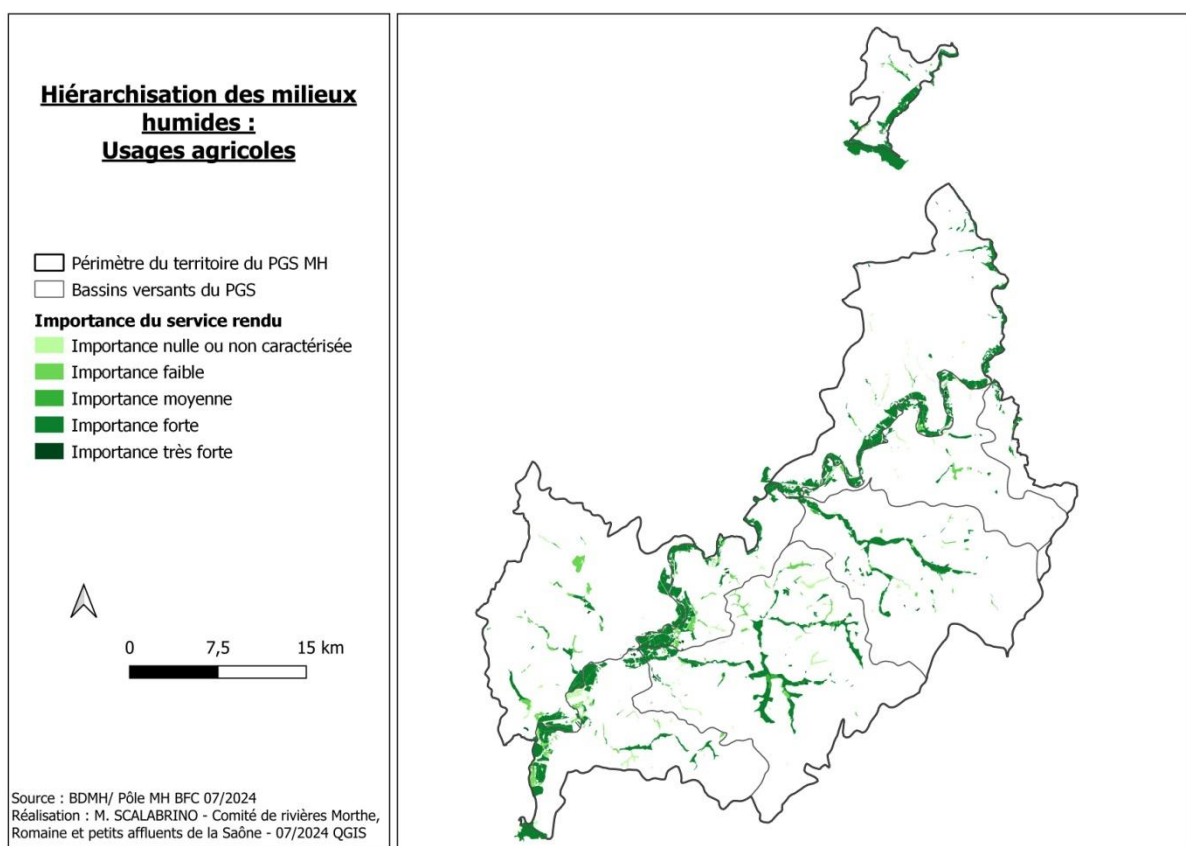 Hiérarchisation des milieux
humides :
Usages agricoles
Périmètre du territoire du PGS MH
Bassins versants du PGS
Importance du service rendu
Importance nulle ou non caractérisée
Importance faible
Importance moyenne
Importance forte
Importance très forte
0 7,5 15 km
Source : BDMH/ Pôle MH BFC 07/2024
Réalisation : M. SCALABRINO - Comité de rivières Morthe,
Romaine et petits affluents de la Saône - 07/2024 QGIS